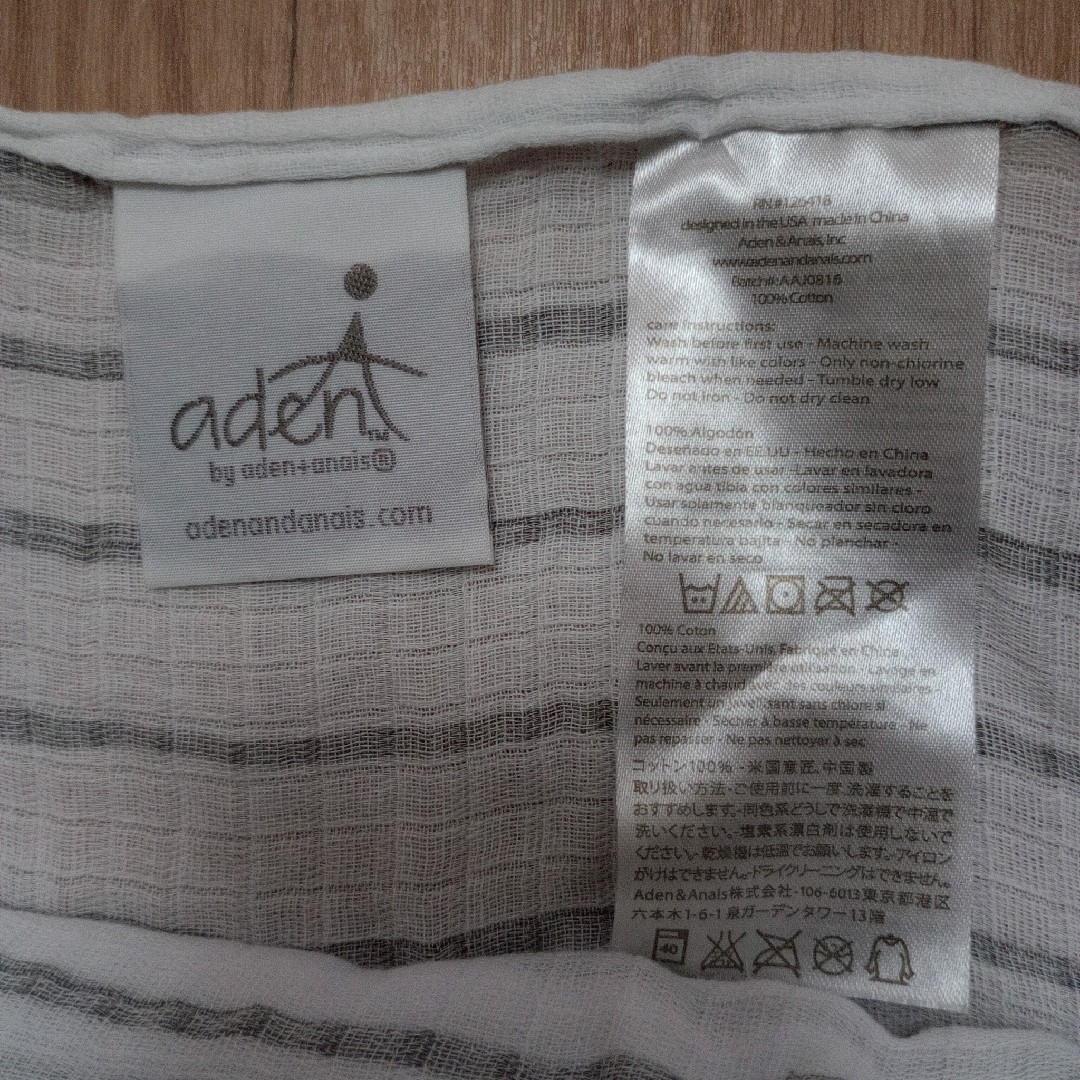 aden™
by aden+anais®
adenandanais.com
RN#126418
designed in the USA made in China
Aden & Anais, Inc
www.adenandanais.com
Batch#:AAJ0816
100% Cotton
care instructions:
Wash before first use - Machine wash
warm with like colors - Only non-chlorine
bleach when needed - Tumble dry low
Do not iron - Do not dry clean
100% Algodón
Deseñado en EE UU - Hecho en China
Lavar antes de usar - Lavar en lavadora
con agua tibia con colores similares -
Usar solamente blanqueador sin cloro
cuando necesario - Secar en secadora en
temperatura bajita - No planchar -
No lavar en seco
100% Coton
Conçu aux Etats-Unis, Fabriqué en China
Laver avant la première utilisation - Lavage en
machine à chaud avec les couleurs similaires -
Seulement un javellisant sans chlore si
nécessaire - Sécher à basse température - Ne
pas repasser - Ne pas nettoyer à sec
コットン100% - 米国意匠、中国製
取り扱い方法 - ご使用前に一度、洗濯することを
おすすめします。-同色系どうしで洗濯機で中温で
洗いください。-塩素系漂白剤は使用しないで
ください。-乾燥機は低温でお願いします。-アイロン
がけはできません。-ドライクリーニングはできません。
Aden&Anais株式会社-106-6013東京都港区
六本木1-6-1 泉ガーデンタワー13階
40